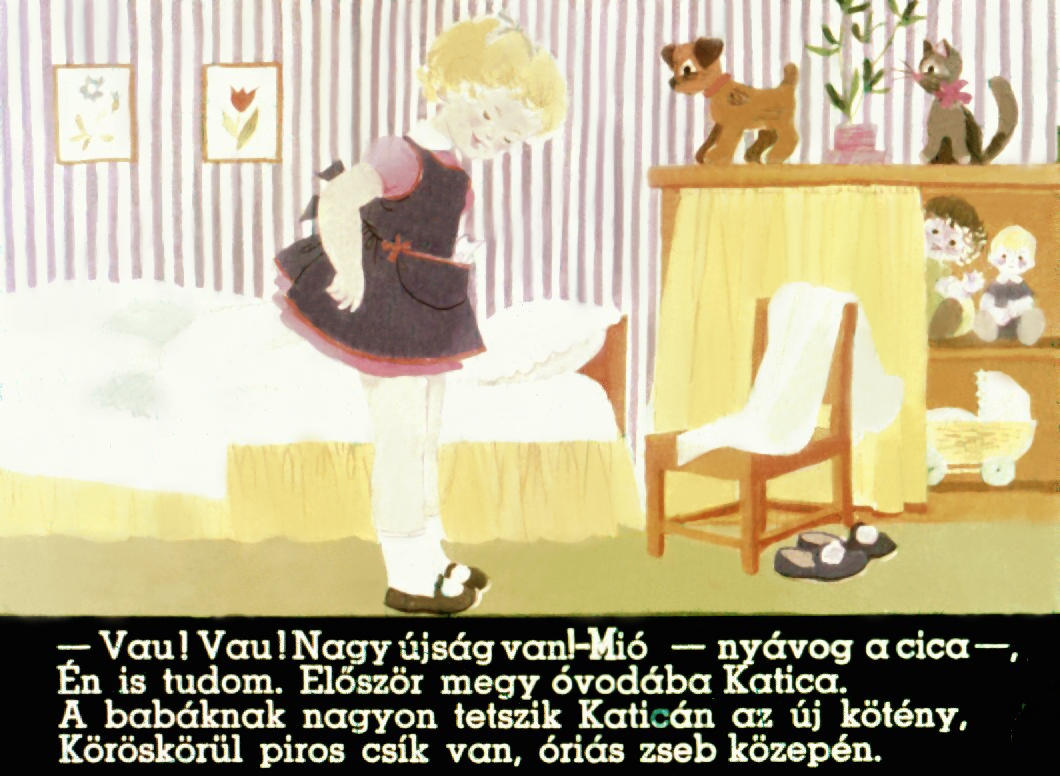 — Vau! Vau! Nagy újság van!-Mió — nyávog a cica—,
Én is tudom. Először megy óvodába Katica.
A babáknak nagyon tetszik Katicán az új kötény,
Köröskörül piros csík van, óriás zseb közepén.